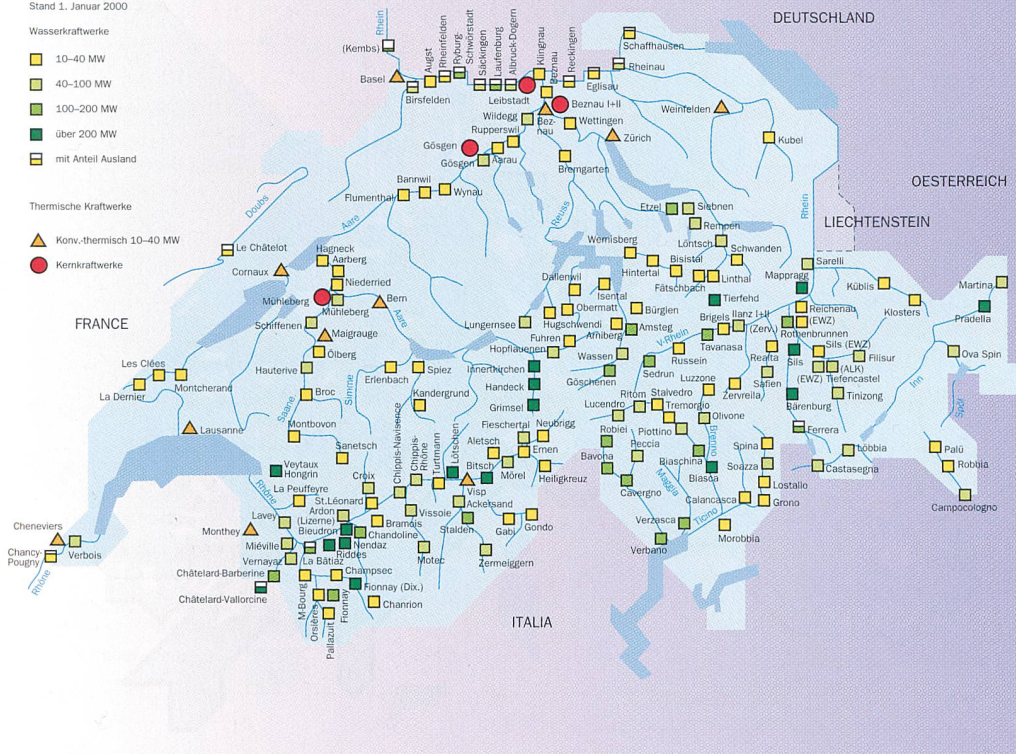 Stand 1. Januar 2000
Wasserkraftwerke
10–40 MW
40–100 MW
100–200 MW
über 200 MW
mit Anteil Ausland
Thermische Kraftwerke
Konv.-thermisch 10–40 MW
Kernkraftwerke
DEUTSCHLAND
OESTERREICH
LIECHTENSTEIN
FRANCE
ITALIA
Rhein
(Kembs)
Basel
Birsfelden
Augst
Rheinfelden
Ryburg
Schwörstadt
Säckingen
Laufenburg
Albruck-Dogern
Klingnau
Beznau
Reckingen
Eglisau
Rheinau
Schaffhausen
Leibstadt
Beznau I+II
Bez-
nau
Wildegg
Wettingen
Rupperswil
Gösgen
Gösgen
Aarau
Bremgarten
Zürich
Weinfelden
Kubel
Bannwil
Flumenthal
Wynau
Doubs
Aare
Reuss
Rhein
Le Châtelot
Cornaux
Hagneck
Aarberg
Niederried
Mühleberg
Mühleberg
Bern
Aare
Schiffenen
Maigrauge
Ölberg
Hauterive
Broc
Saane
Simme
Montbovon
Erlenbach
Spiez
Kandergrund
Sanetsch
Les Clées
Montcherand
La Dernier
Lausanne
Etzel
Siebnen
Rempen
Löntsch
Schwanden
Wernisberg
Bisistal
Hintertal
Fätschbach
Linthal
Tierfehd
Dallenwil
Isental
Obermatt
Bürglen
Lungernsee
Hugschwendi
Arniberg
Amsteg
Fuhren
Hopflauenen
Wassen
Göschenen
Innerkirchen
Handeck
Grimsel
V-Rhein
Sedrun
Russein
Brigels
Tavanasa
Ilanz I+II
(Zerv.)
Sarelli
Mappragg
Reichenau
(EWZ)
Rothenbrunnen
Sils (EWZ)
Sils
(ALK)
Filisur
(EWZ)
Tiefencastel
Tinizong
Realta
Safien
Zervreila
Bärenburg
Ferrera
Küblis
Klosters
Martina
Pradella
Ova Spin
Inn
Spöl
Löbbia
Castasegna
Palü
Robbia
Campocologno
Luzzone
Olivone
Ritom
Stalvedro
Tremorgio
Lucendro
Piottino
Robiei
Peccia
Bavona
Cavergno
Biaschina
Biasca
Brenno
Maggia
Ticino
Spina
Soazza
Lostallo
Grono
Calancasca
Verzasca
Verbano
Morobbia
Fieschertal
Neubrigg
Aletsch
Ernen
Mörel
Heiligkreuz
Bitsch
Lötschen
Turtmann
Chippis-
Rhône
Chippis-Navisence
Visp
Ackersand
Stalden
Gabi
Gondo
Zermeiggern
Croix
Veytaux
Hongrin
La Peuffeyre
St.Léonard
Ardon
(Lizerne)
Bieudron
Bramois
Chandoline
Vissoie
Motec
Nendaz
Riddes
Rhône
Lavey
Monthey
Miéville
Vernayaz
La Bâtiaz
Châtelard-Barberine
Châtelard-Vallorcine
M-Bourg
Orsières
Pallazuit
Fionnay
Champsec
Fionnay (Dix.)
Chanrion
Cheneviers
Verbois
Chancy-
Pougny
Rhône